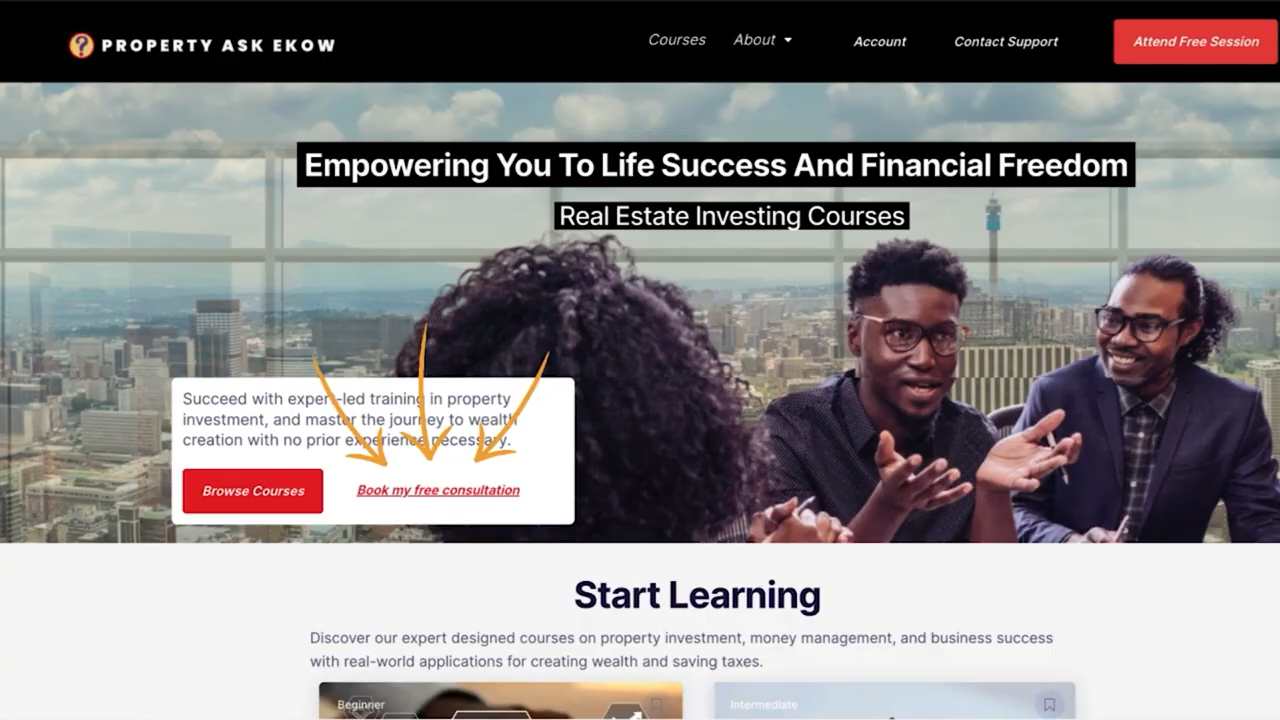 PROPERTY ASK EKOW
Courses
About
Account
Contact Support
Attend Free Session
Empowering You To Life Success And Financial Freedom
Real Estate Investing Courses
Succeed with expert-led training in property
investment, and master the journey to wealth
creation with no prior experience necessary.
Browse Courses
Book my free consultation
Start Learning
Discover our expert designed courses on property investment, money management, and business success
with real-world applications for creating wealth and saving taxes.
Beginner
Intermediate